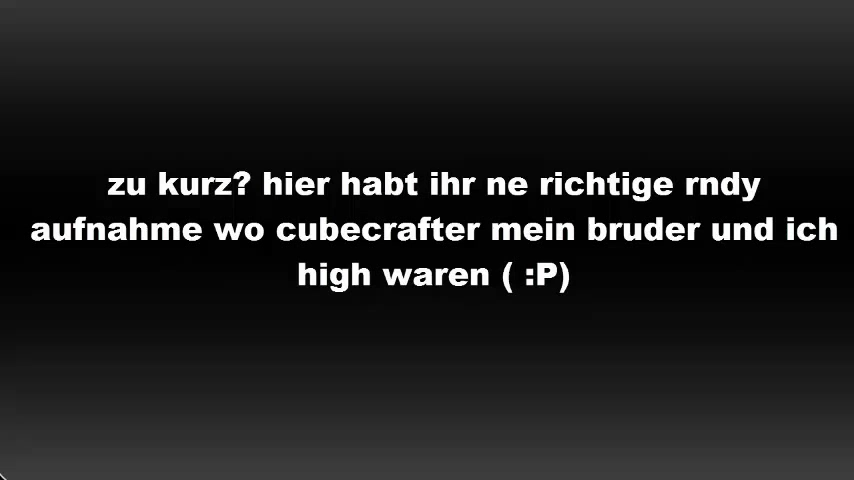 zu kurz? hier habt ihr ne richtige rndy
aufnahme wo cubecrafter mein bruder und ich
high waren ( :P)